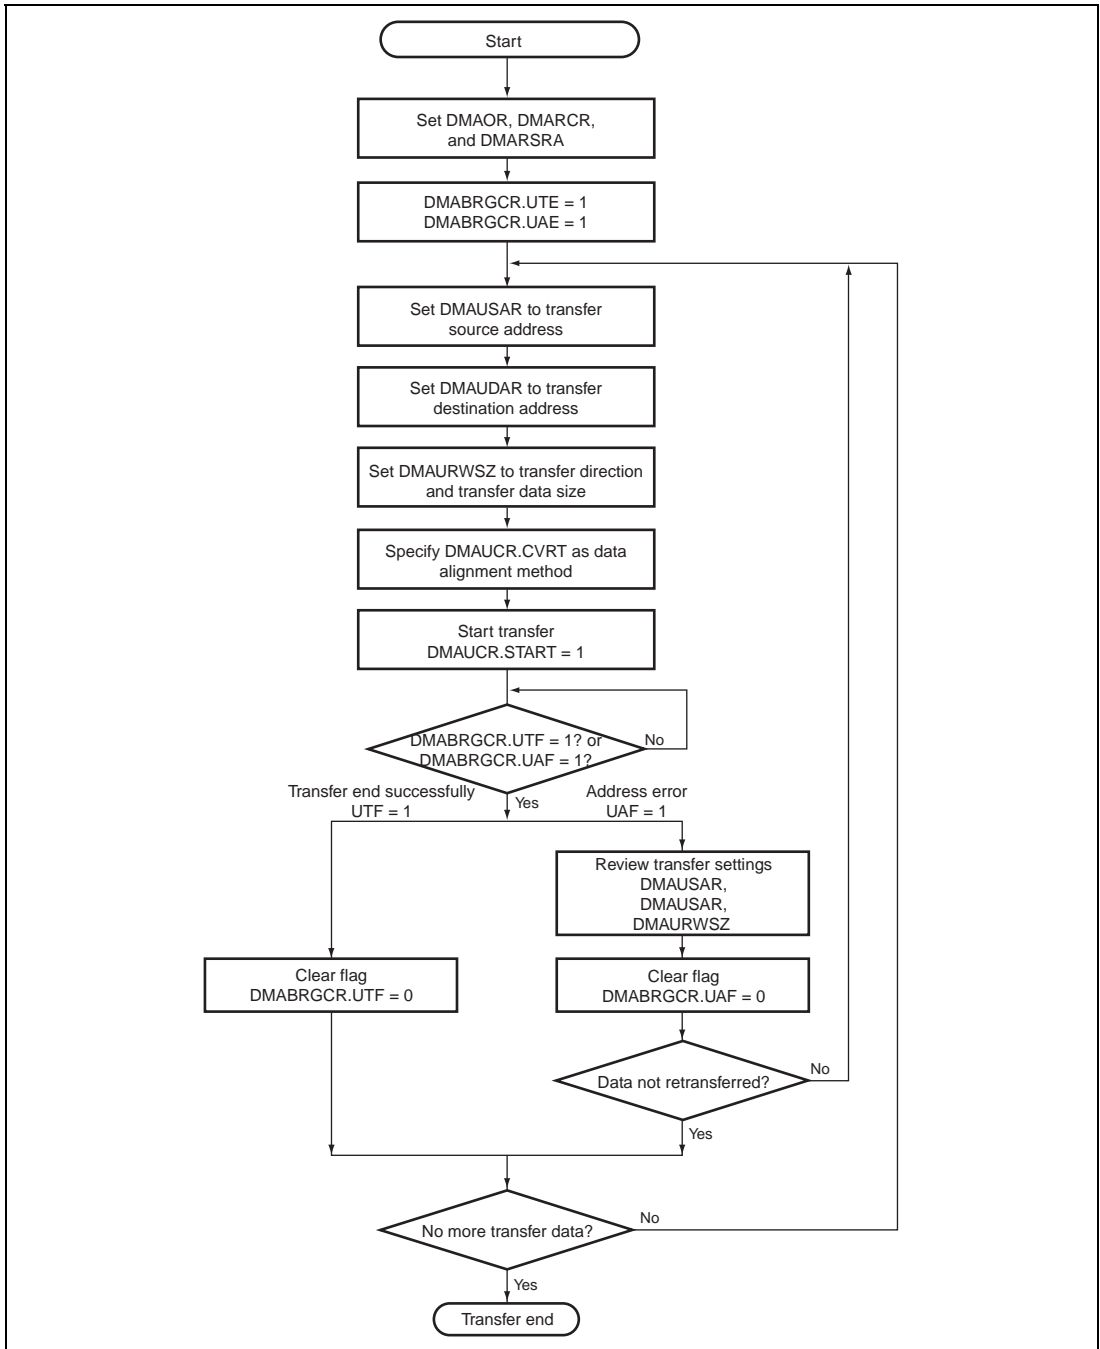 Start
Set DMAOR, DMARCR,
and DMARSRA
DMABRGCR.UTE = 1
DMABRGCR.UAE = 1
Set DMAUSAR to transfer
source address
Set DMAUDAR to transfer
destination address
Set DMAURWSZ to transfer direction
and transfer data size
Specify DMAUCR.CVRT as data
alignment method
Start transfer
DMAUCR.START = 1
DMABRGCR.UTF = 1? or
DMABRGCR.UAF = 1?
No
Yes
Transfer end successfully
UTF = 1
Address error
UAF = 1
Review transfer settings
DMAUSAR,
DMAUSAR,
DMAURWSZ
Clear flag
DMABRGCR.UTF = 0
Clear flag
DMABRGCR.UAF = 0
Data not retransferred?
No
Yes
No more transfer data?
No
Yes
Transfer end